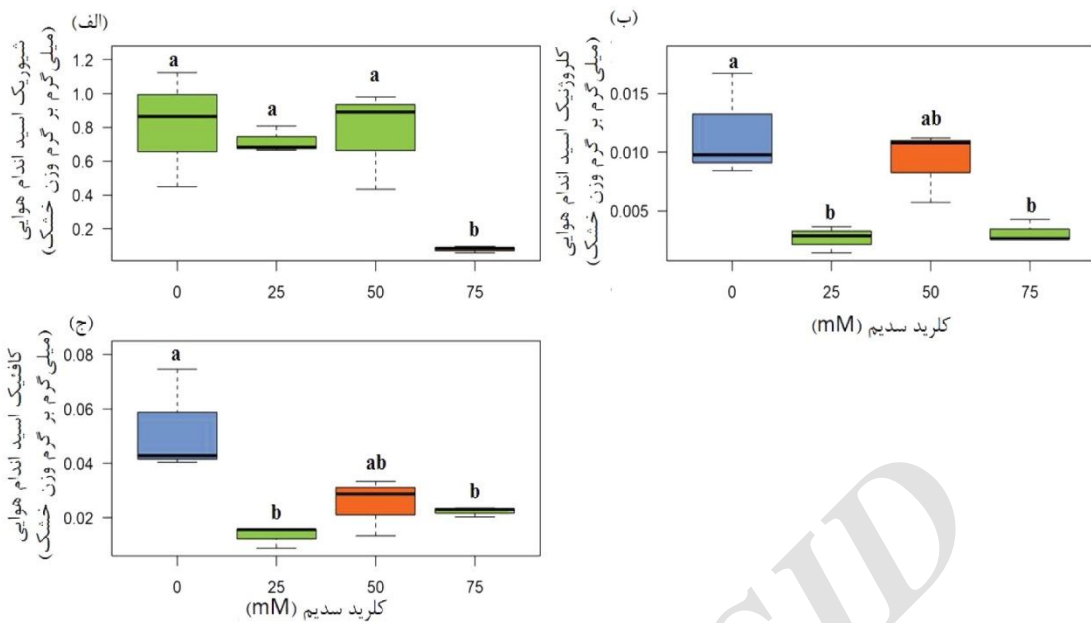 (الف)
شیوریک اسید اندام هوایی
(میلی گرم بر گرم وزن خشک)
1.2
1.0
0.8
0.6
0.4
0.2
a
a
a
b
0
25
50
75
(ب)
کلروژنیک اسید اندام هوایی
(میلی گرم بر گرم وزن خشک)
0.015
0.010
0.005
a
b
ab
b
0
25
50
75
کلرید سدیم (mM)
(ج)
کافئیک اسید اندام هوایی
(میلی گرم بر گرم وزن خشک)
0.08
0.06
0.04
0.02
a
b
ab
b
0
25
50
75
کلرید سدیم (mM)